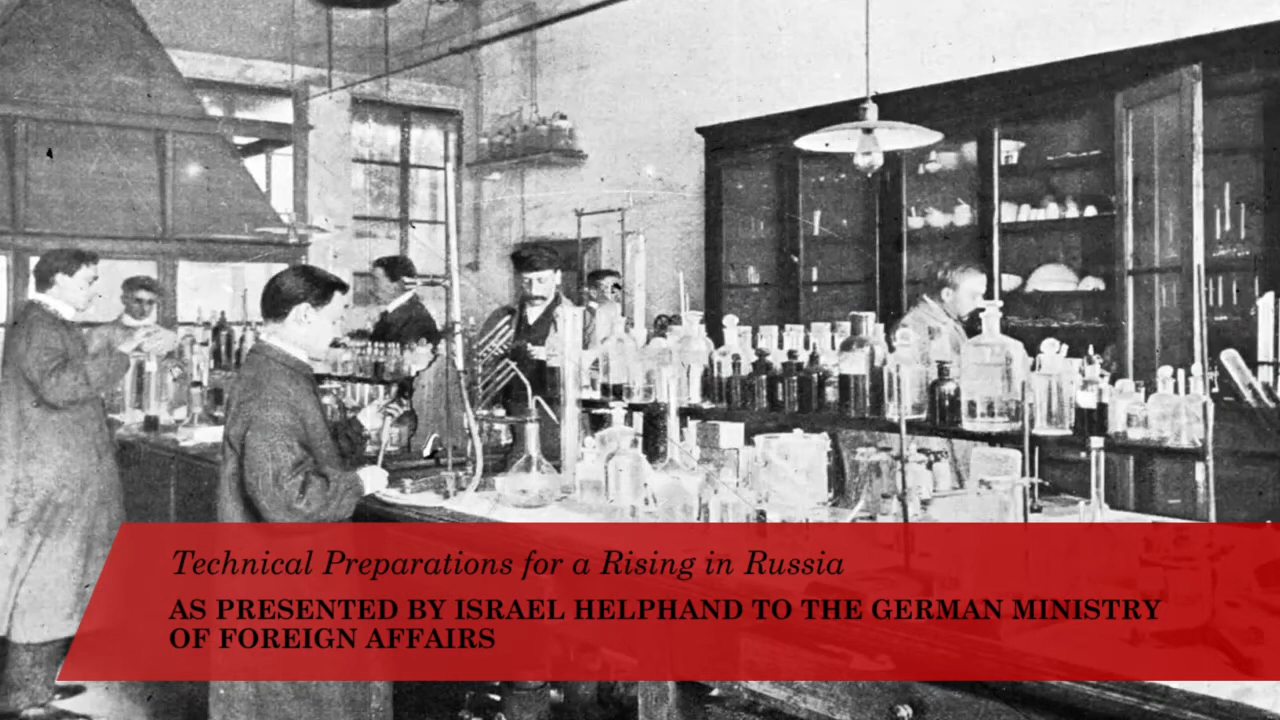 Technical Preparations for a Rising in Russia
AS PRESENTED BY ISRAEL HELPHAND TO THE GERMAN MINISTRY
OF FOREIGN AFFAIRS